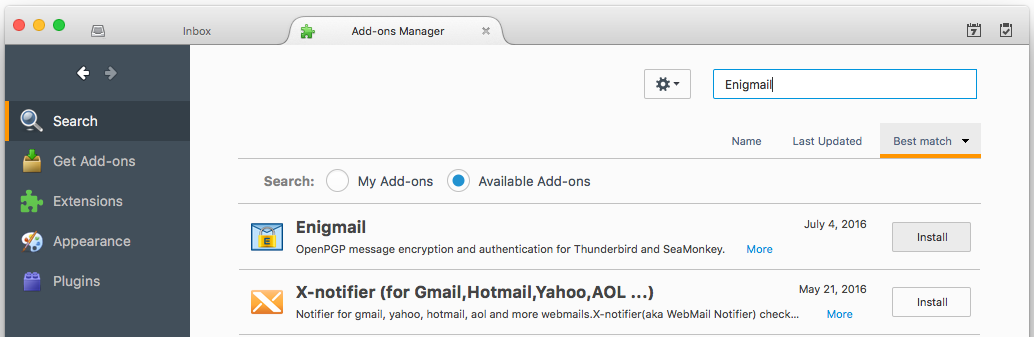 Inbox
Add-ons Manager
7
Enigmail
Search
Name
Last Updated
Best match
Get Add-ons
Search:
My Add-ons
Available Add-ons
Extensions
Enigmail
July 4, 2016
Install
E
OpenPGP message encryption and authentication for Thunderbird and SeaMonkey.
More
Appearance
Plugins
X-notifier (for Gmail,Hotmail,Yahoo,AOL ...)
May 21, 2016
Install
Notifier for gmail, yahoo, hotmail, aol and more webmails.X-notifier(aka WebMail Notifier) check...
More